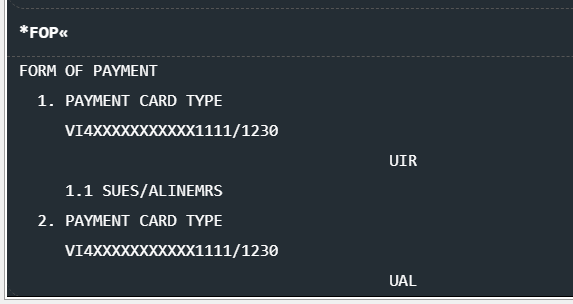 *FOP«
FORM OF PAYMENT
1. PAYMENT CARD TYPE
VI4XXXXXXXXXXX1111/1230
UIR
1.1 SUES/ALINEMRS
2. PAYMENT CARD TYPE
VI4XXXXXXXXXXX1111/1230
UAL